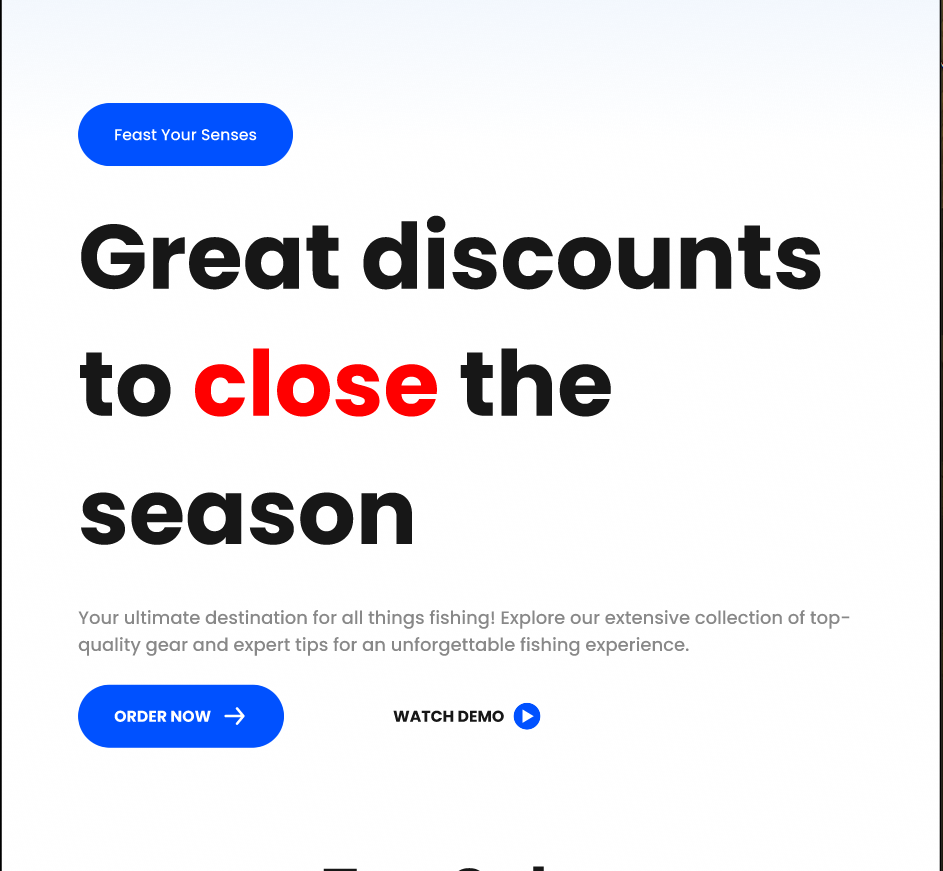 Feast Your Senses
Great discounts
to close the
season
Your ultimate destination for all things fishing! Explore our extensive collection of top-
quality gear and expert tips for an unforgettable fishing experience.
ORDER NOW
WATCH DEMO